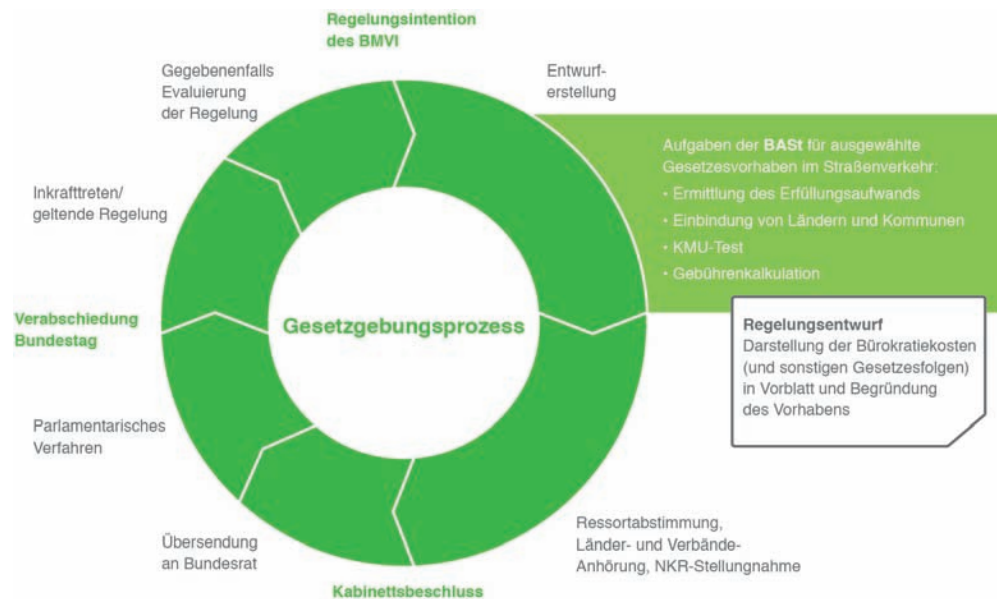 Regelungsintention
des BMVI
Entwurf-
erstellung
Aufgaben der BASt für ausgewählte
Gesetzesvorhaben im Straßenverkehr:
• Ermittlung des Erfüllungsaufwands
• Einbindung von Ländern und Kommunen
• KMU-Test
• Gebührenkalkulation
Regelungsentwurf
Darstellung der Bürokratiekosten
(und sonstigen Gesetzesfolgen)
in Vorblatt und Begründung
des Vorhabens
Ressortabstimmung,
Länder- und Verbände-
Anhörung, NKR-Stellungnahme
Kabinettsbeschluss
Übersendung
an Bundesrat
Parlamentarisches
Verfahren
Verabschiedung
Bundestag
Inkrafttreten/
geltende Regelung
Gegebenenfalls
Evaluierung
der Regelung
Gesetzgebungsprozess